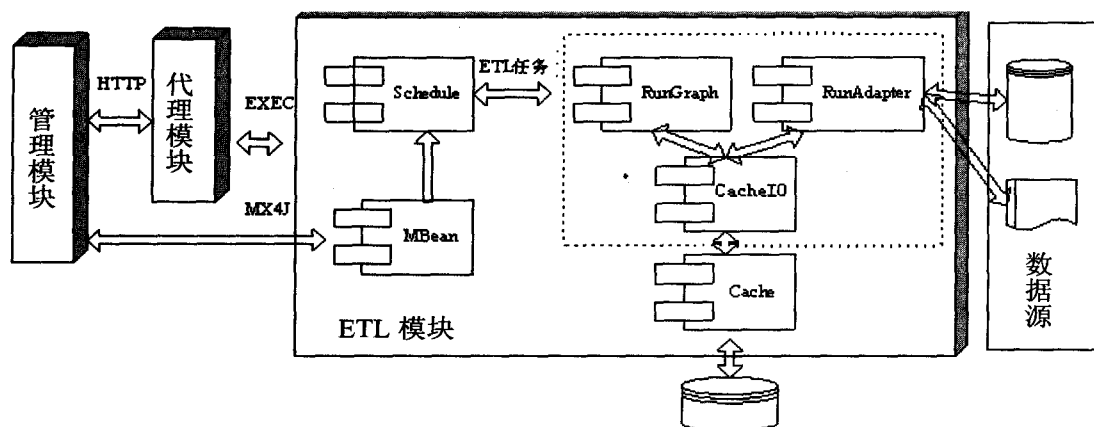 管理模块
HTTP
代理模块
EXEC
MX4J
Schedule
ETL任务
RunGraph
RunAdapter
CacheIO
MBean
Cache
ETL 模块
数据源